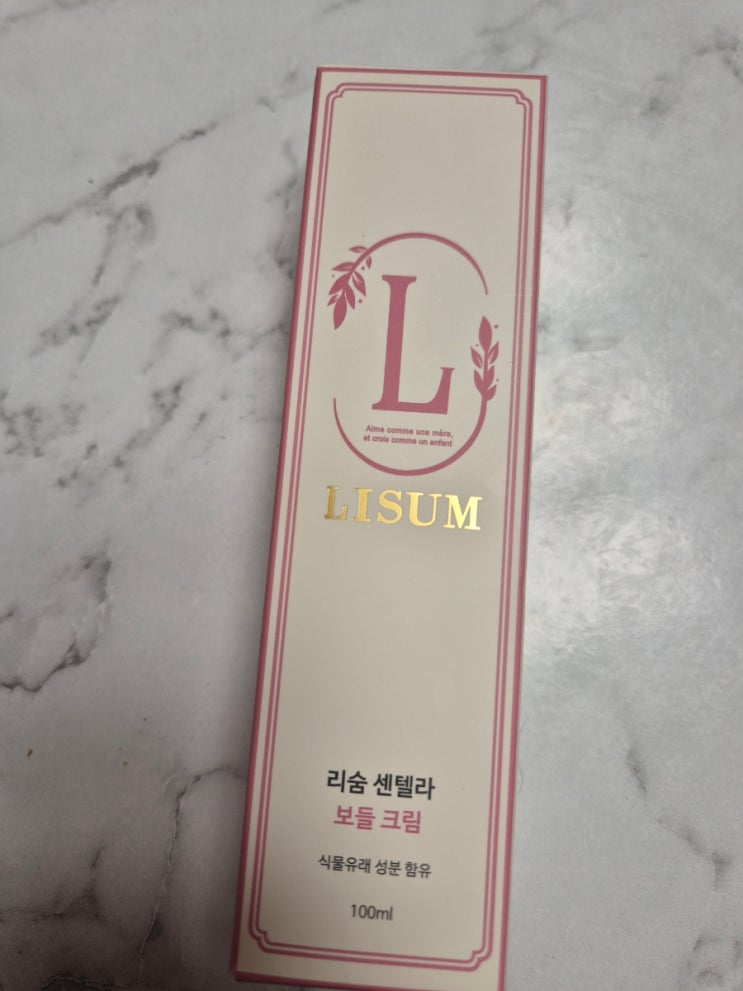 L
Aime comme une mère,
et crois comme un enfant
LISUM
리숨 센텔라
보들 크림
식물유래 성분 함유
100ml